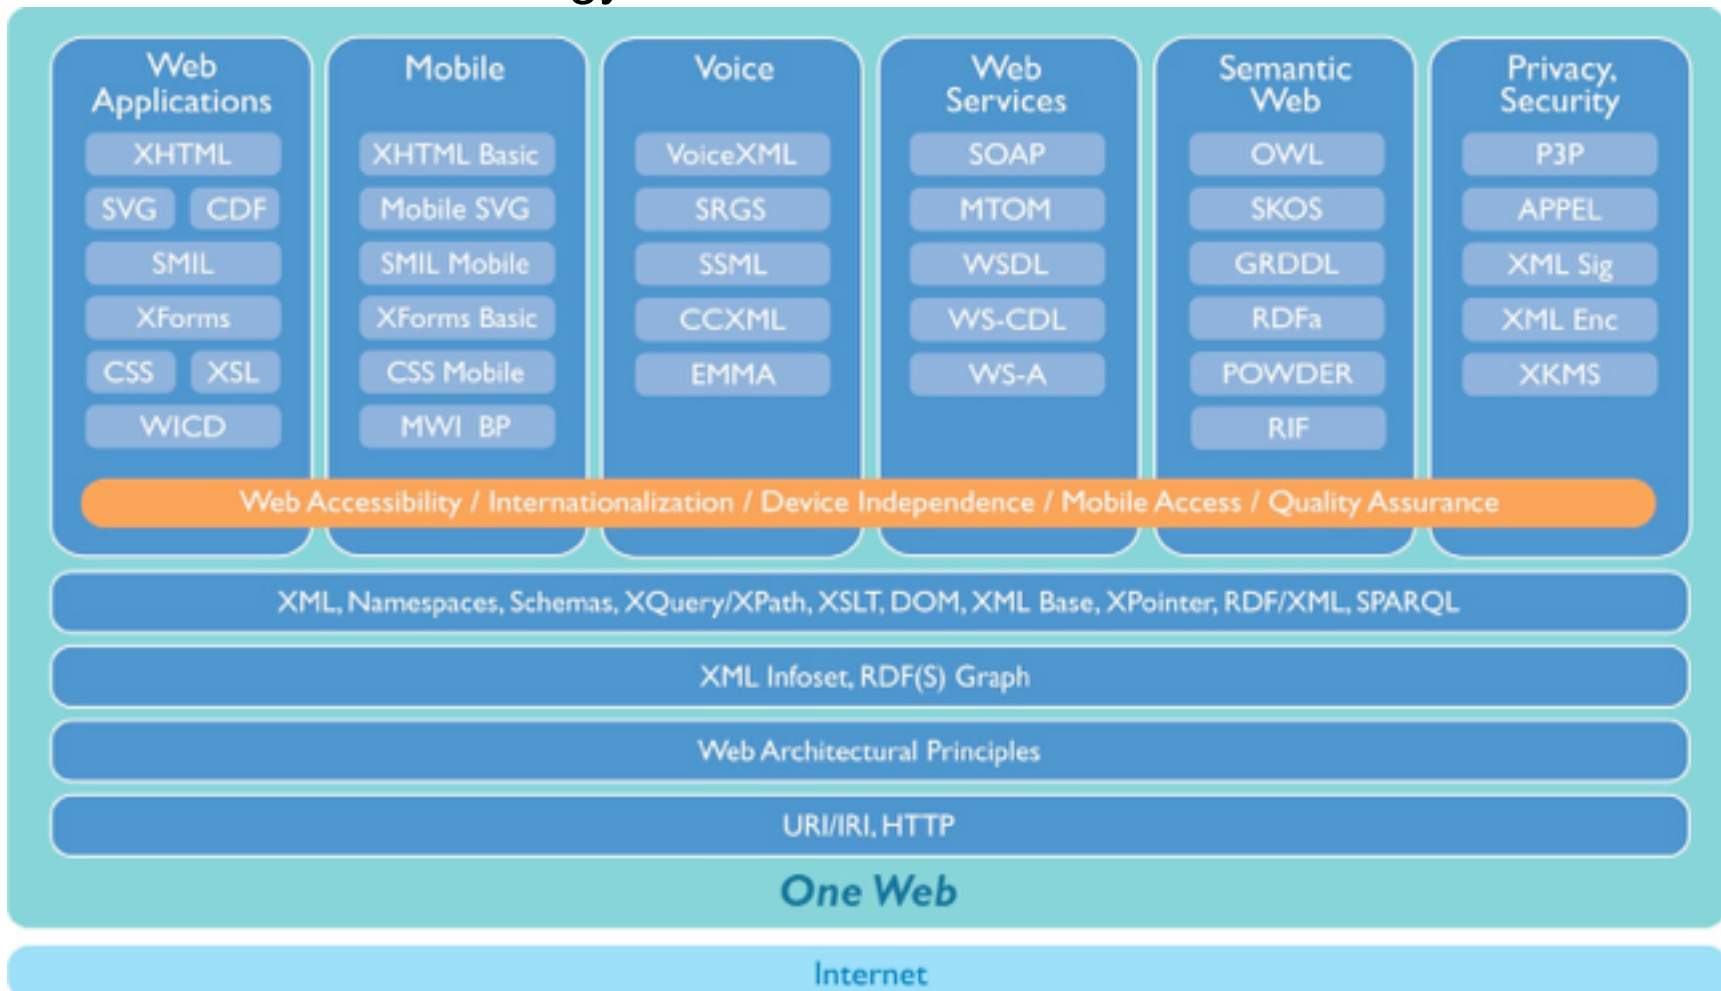 Web
Applications
XHTML
SVG CDF
SMIL
XForms
CSS XSL
WICD
Mobile
XHTML Basic
Mobile SVG
SMIL Mobile
XForms Basic
CSS Mobile
MWI BP
Voice
VoiceXML
SRGS
SSML
CCXML
EMMA
Web
Services
SOAP
MTOM
WSDL
WS-CDL
WS-A
Semantic
Web
OWL
SKOS
GRDDL
RDFa
POWDER
RIF
Privacy,
Security
P3P
APPEL
XML Sig
XML Enc
XKMS
Web Accessibility / Internationalization / Device Independence / Mobile Access / Quality Assurance
XML, Namespaces, Schemas, XQuery/XPath, XSLT, DOM, XML Base, XPointer, RDF/XML, SPARQL
XML Infoset, RDF(S) Graph
Web Architectural Principles
URI/IRI, HTTP
One Web
Internet